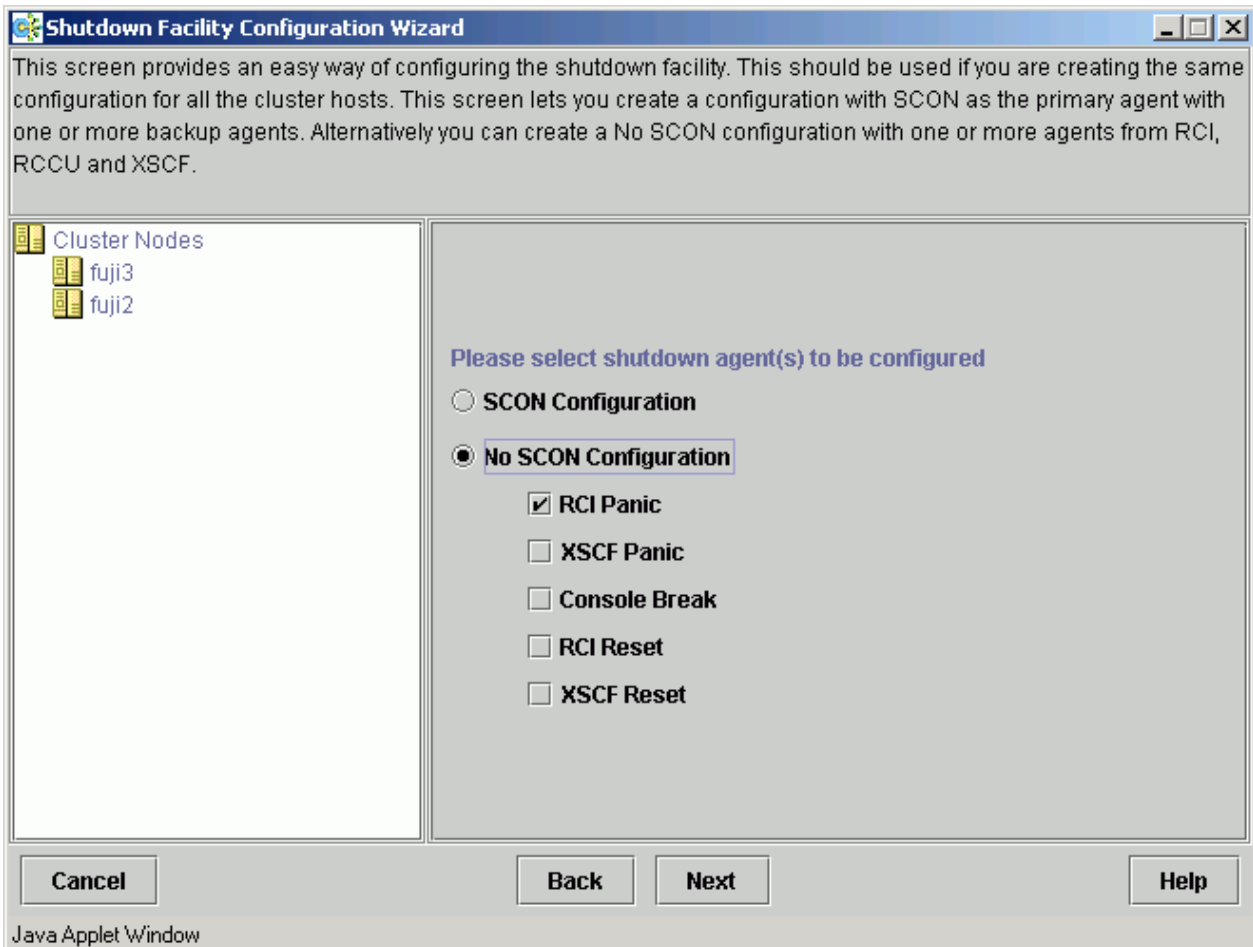 Shutdown Facility Configuration Wizard
This screen provides an easy way of configuring the shutdown facility. This should be used if you are creating the same
configuration for all the cluster hosts. This screen lets you create a configuration with SCON as the primary agent with
one or more backup agents. Alternatively you can create a No SCON configuration with one or more agents from RCI,
RCCU and XSCF.
Cluster Nodes
fuji3
fuji2
Please select shutdown agent(s) to be configured
SCON Configuration
No SCON Configuration
RCI Panic
XSCF Panic
Console Break
RCI Reset
XSCF Reset
Cancel
Back
Next
Help
Java Applet Window